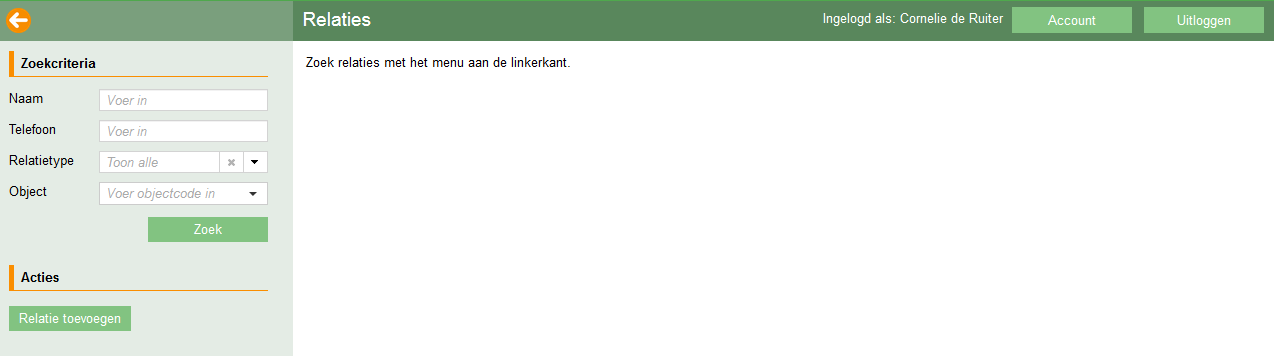 Relaties
Ingelogd als: Cornelie de Ruiter
Account
Uitloggen
Zoekcriteria
Naam
Voer in
Telefoon
Voer in
Relatietype
Toon alle
Object
Voer objectcode in
Zoek
Acties
Relatie toevoegen
Zoek relaties met het menu aan de linkerkant.